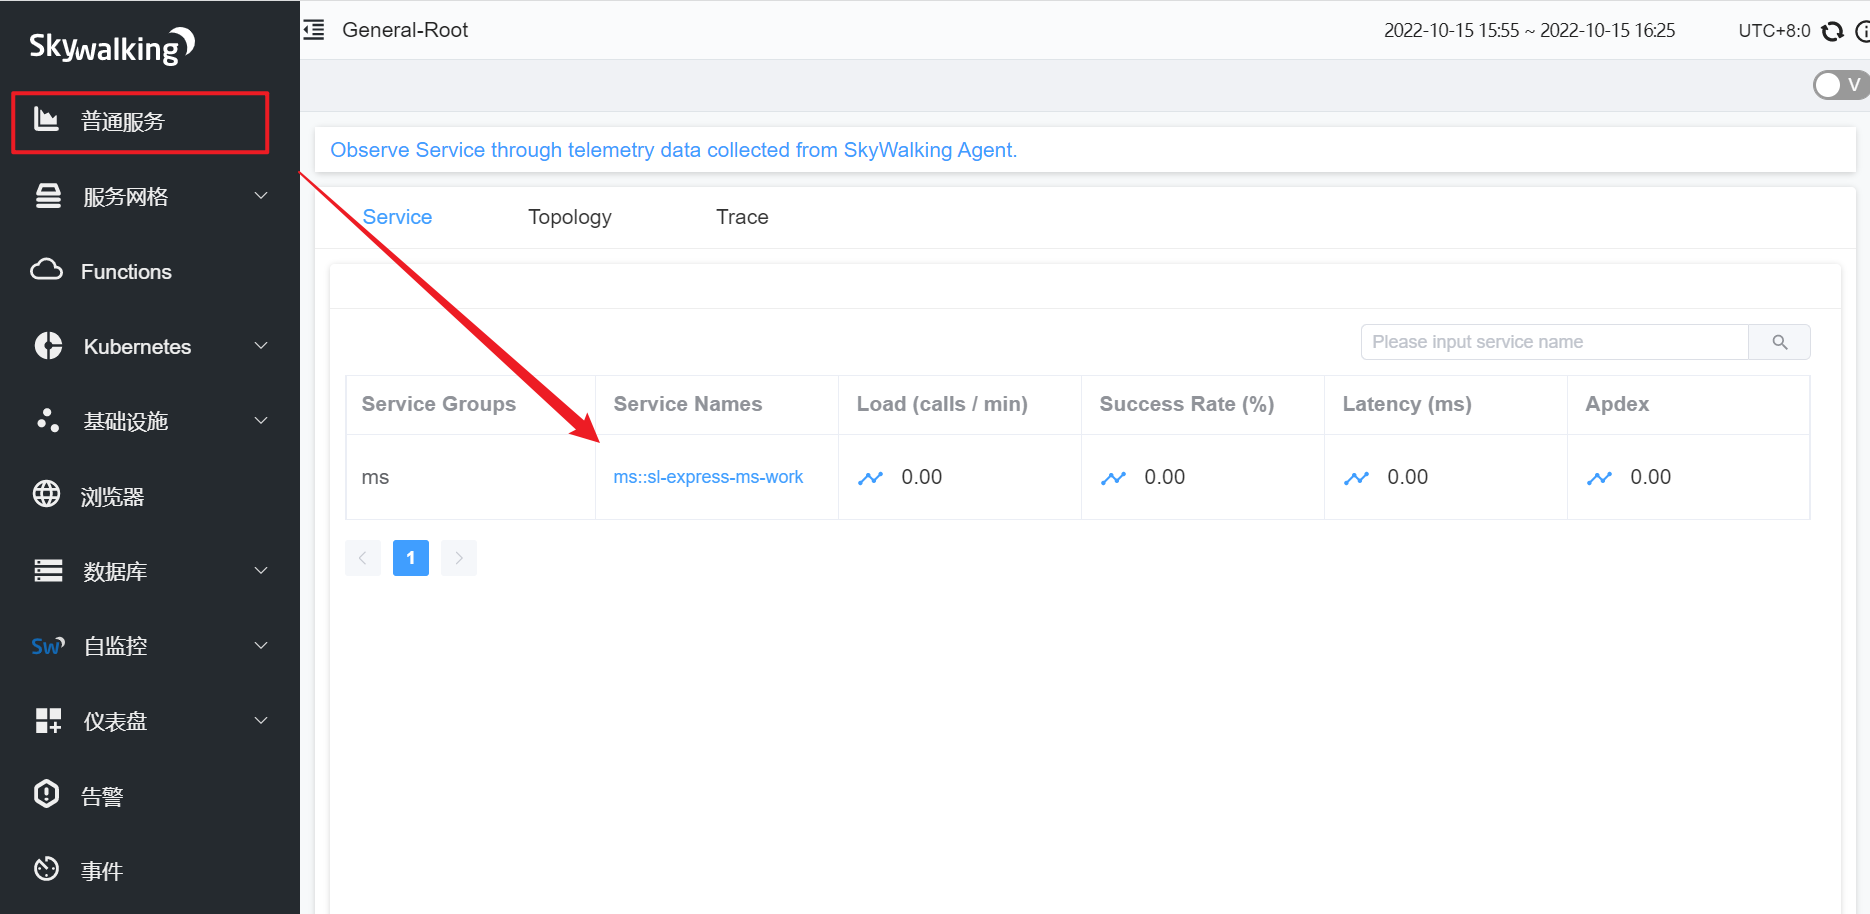 Skywalking
普通服务
服务网格
Functions
Kubernetes
基础设施
浏览器
数据库
Sw
自监控
仪表盘
告警
事件
General-Root
2022-10-15 15:55 ~ 2022-10-15 16:25
UTC+8:0
V
Observe Service through telemetry data collected from SkyWalking Agent.
Service
Topology
Trace
Please input service name
Service Groups
Service Names
Load (calls / min)
Success Rate (%)
Latency (ms)
Apdex
ms
ms::sl-express-ms-work
0.00
0.00
0.00
0.00
1